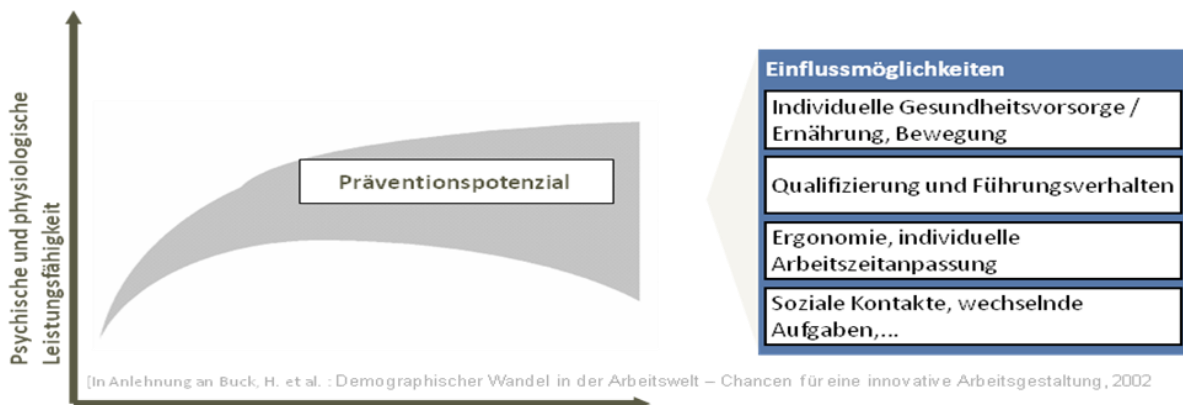 Psychische und physiologische
Leistungsfähigkeit
Präventionspotenzial
Einflussmöglichkeiten
Individuelle Gesundheitsvorsorge /
Ernährung, Bewegung
Qualifizierung und Führungsverhalten
Ergonomie, individuelle
Arbeitszeitanpassung
Soziale Kontakte, wechselnde
Aufgaben,...
[In Anlehnung an Buck, H. et al. : Demographischer Wandel in der Arbeitswelt – Chancen für eine innovative Arbeitsgestaltung, 2002